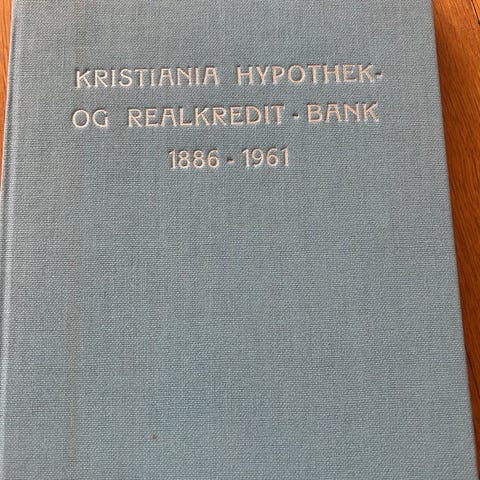 KRISTIANIA HYPOTHEK-
OG REALKREDIT - BANK
1886 - 1961